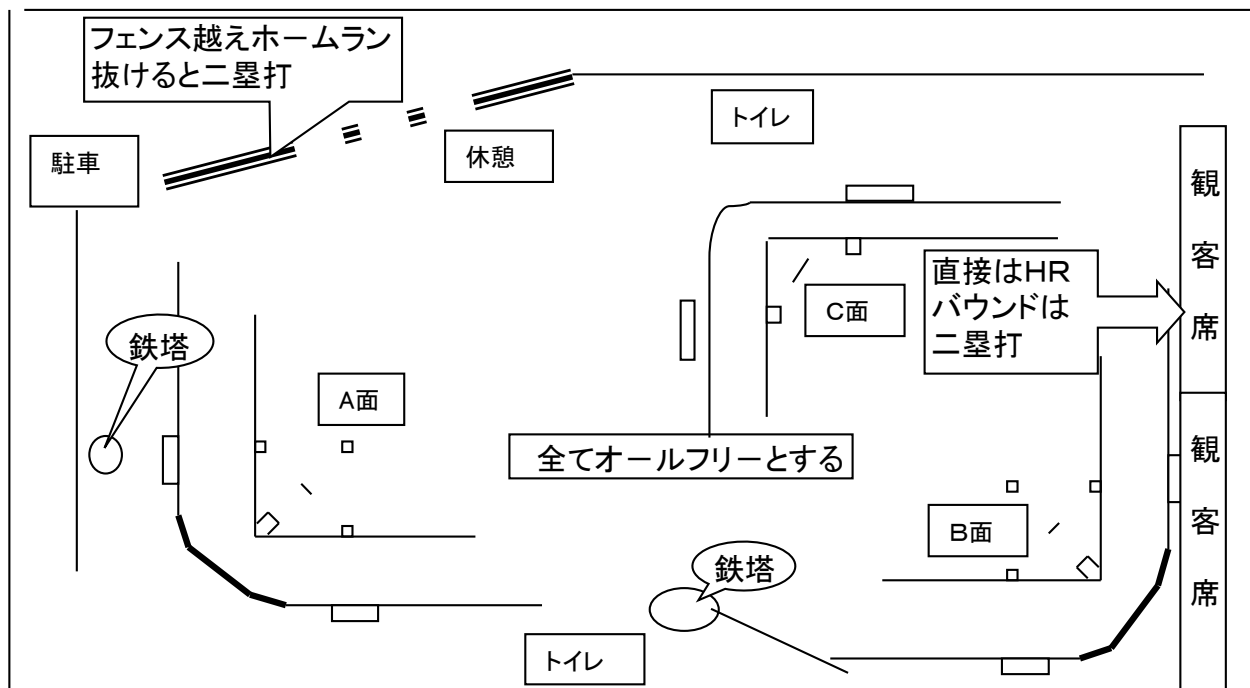 フェンス越えホームラン
抜けると二塁打
トイレ
駐車
休憩
観客席
直接はHR
バウンドは
二塁打
C面
鉄塔
A面
全てオールフリーとする
観客席
B面
鉄塔
トイレ